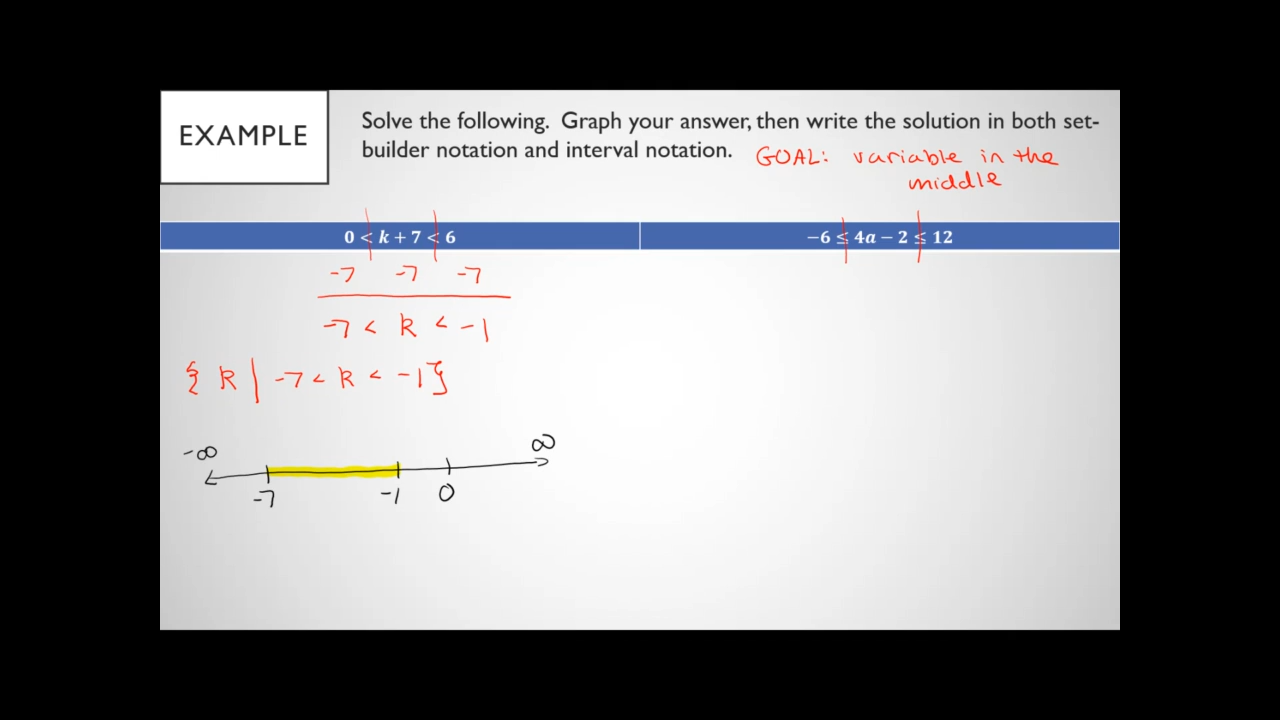 EXAMPLE
Solve the following. Graph your answer, then write the solution in both set-
builder notation and interval notation.
GOAL: variable in the
middle
0 < k + 7 < 6
−6 ≤ 4a − 2 ≤ 12
-7 -7 -7
-7 < k < -1
{ k | -7 < k < -1}
-∞ ∞
-7 -1 0